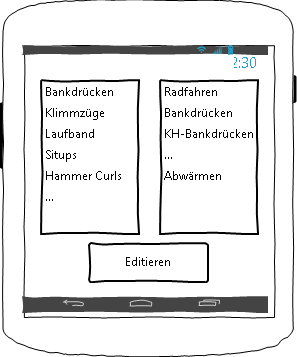 2:30
Bankdrücken
Klimmzüge
Laufband
Situps
Hammer Curls
...
Radfahren
Bankdrücken
KH-Bankdrücken
...
Abwärmen
Editieren